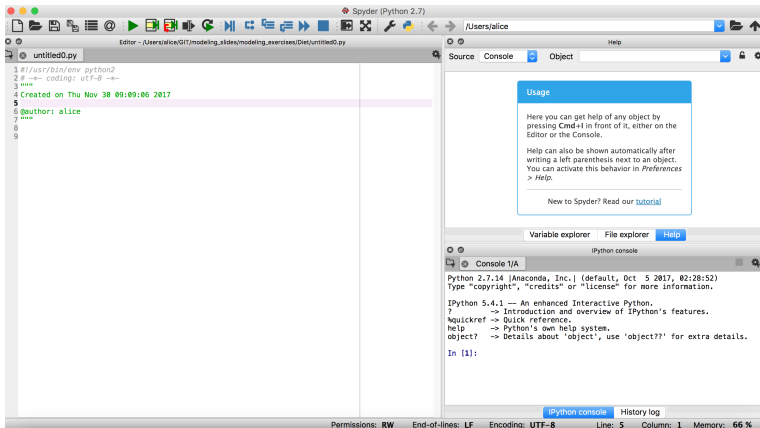 Spyder (Python 2.7)
/Users/alice
Editor - /Users/alice/GIT/modeling_slides/modeling_exercises/Diet/untitled0.py
untitled0.py
1 #!/usr/bin/env python2
2 # -*- coding: utf-8 -*-
3 """
4 Created on Thu Nov 30 09:09:06 2017
5
6 @author: alice
7 """
8
9
Help
Source Console Object
Usage
Here you can get help of any object by
pressing Cmd+I in front of it, either on the
Editor or the Console.
Help can also be shown automatically after
writing a left parenthesis next to an object.
You can activate this behavior in Preferences
> Help.
New to Spyder? Read our tutorial
Variable explorer File explorer Help
IPython console
Console 1/A
Python 2.7.14 |Anaconda, Inc.| (default, Oct  5 2017, 02:28:52)
Type "copyright", "credits" or "license" for more information.
IPython 5.4.1 -- An enhanced Interactive Python.
?         -> Introduction and overview of IPython's features.
%quickref -> Quick reference.
help      -> Python's own help system.
object?   -> Details about 'object', use 'object??' for extra details.
In [1]:
IPython console History log
Permissions: RW End-of-lines: LF Encoding: UTF-8 Line: 5 Column: 1 Memory: 66 %